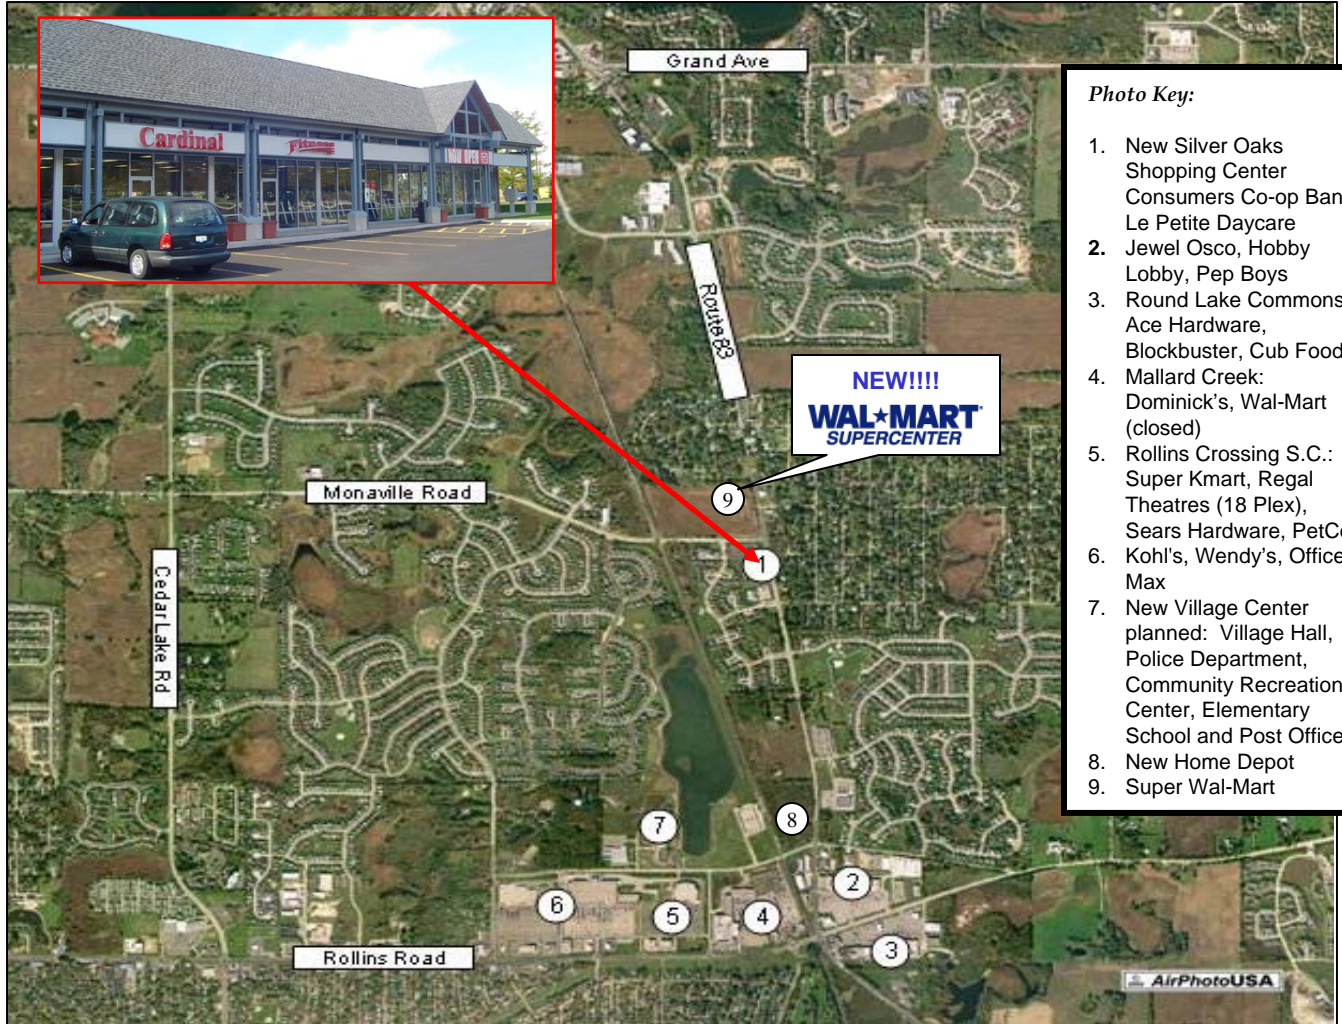 Grand Ave
Cardinal
Fitness
NOW OPEN
Photo Key:
1. New Silver Oaks
Shopping Center
Consumers Co-op Ban
Le Petite Daycare
2. Jewel Osco, Hobby
Lobby, Pep Boys
3. Round Lake Commons
Ace Hardware,
Blockbuster, Cub Food
4. Mallard Creek:
Dominick's, Wal-Mart
(closed)
5. Rollins Crossing S.C.:
Super Kmart, Regal
Theatres (18 Plex),
Sears Hardware, PetCo
6. Kohl's, Wendy's, Office
Max
7. New Village Center
planned: Village Hall,
Police Department,
Community Recreation
Center, Elementary
School and Post Office
8. New Home Depot
9. Super Wal-Mart
Route 83
NEW!!!!
WAL★MART
SUPERCENTER
Monaville Road
9
1
Cedar Lake Rd
7
8
2
6
5
4
3
Rollins Road
AirPhotoUSA